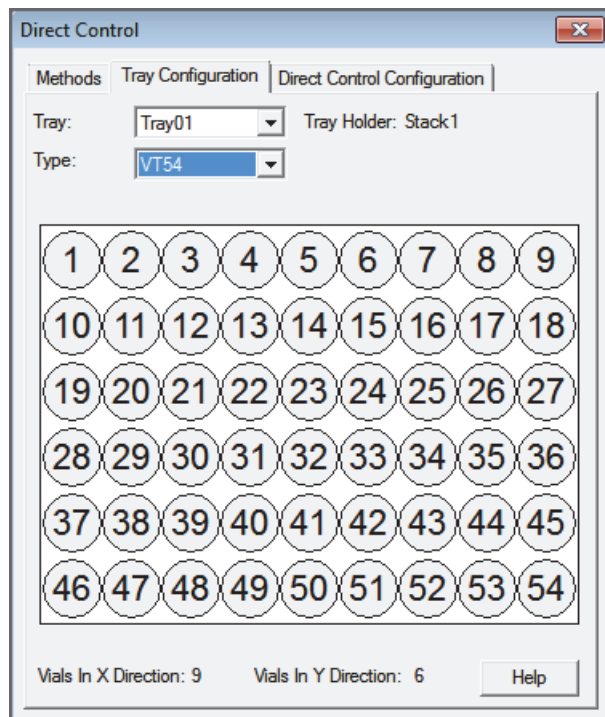 Direct Control
Methods Tray Configuration Direct Control Configuration
Tray: Tray01 Tray Holder: Stack1
Type: VT54
1 2 3 4 5 6 7 8 9
10 11 12 13 14 15 16 17 18
19 20 21 22 23 24 25 26 27
28 29 30 31 32 33 34 35 36
37 38 39 40 41 42 43 44 45
46 47 48 49 50 51 52 53 54
Vials In X Direction: 9 Vials In Y Direction: 6 Help